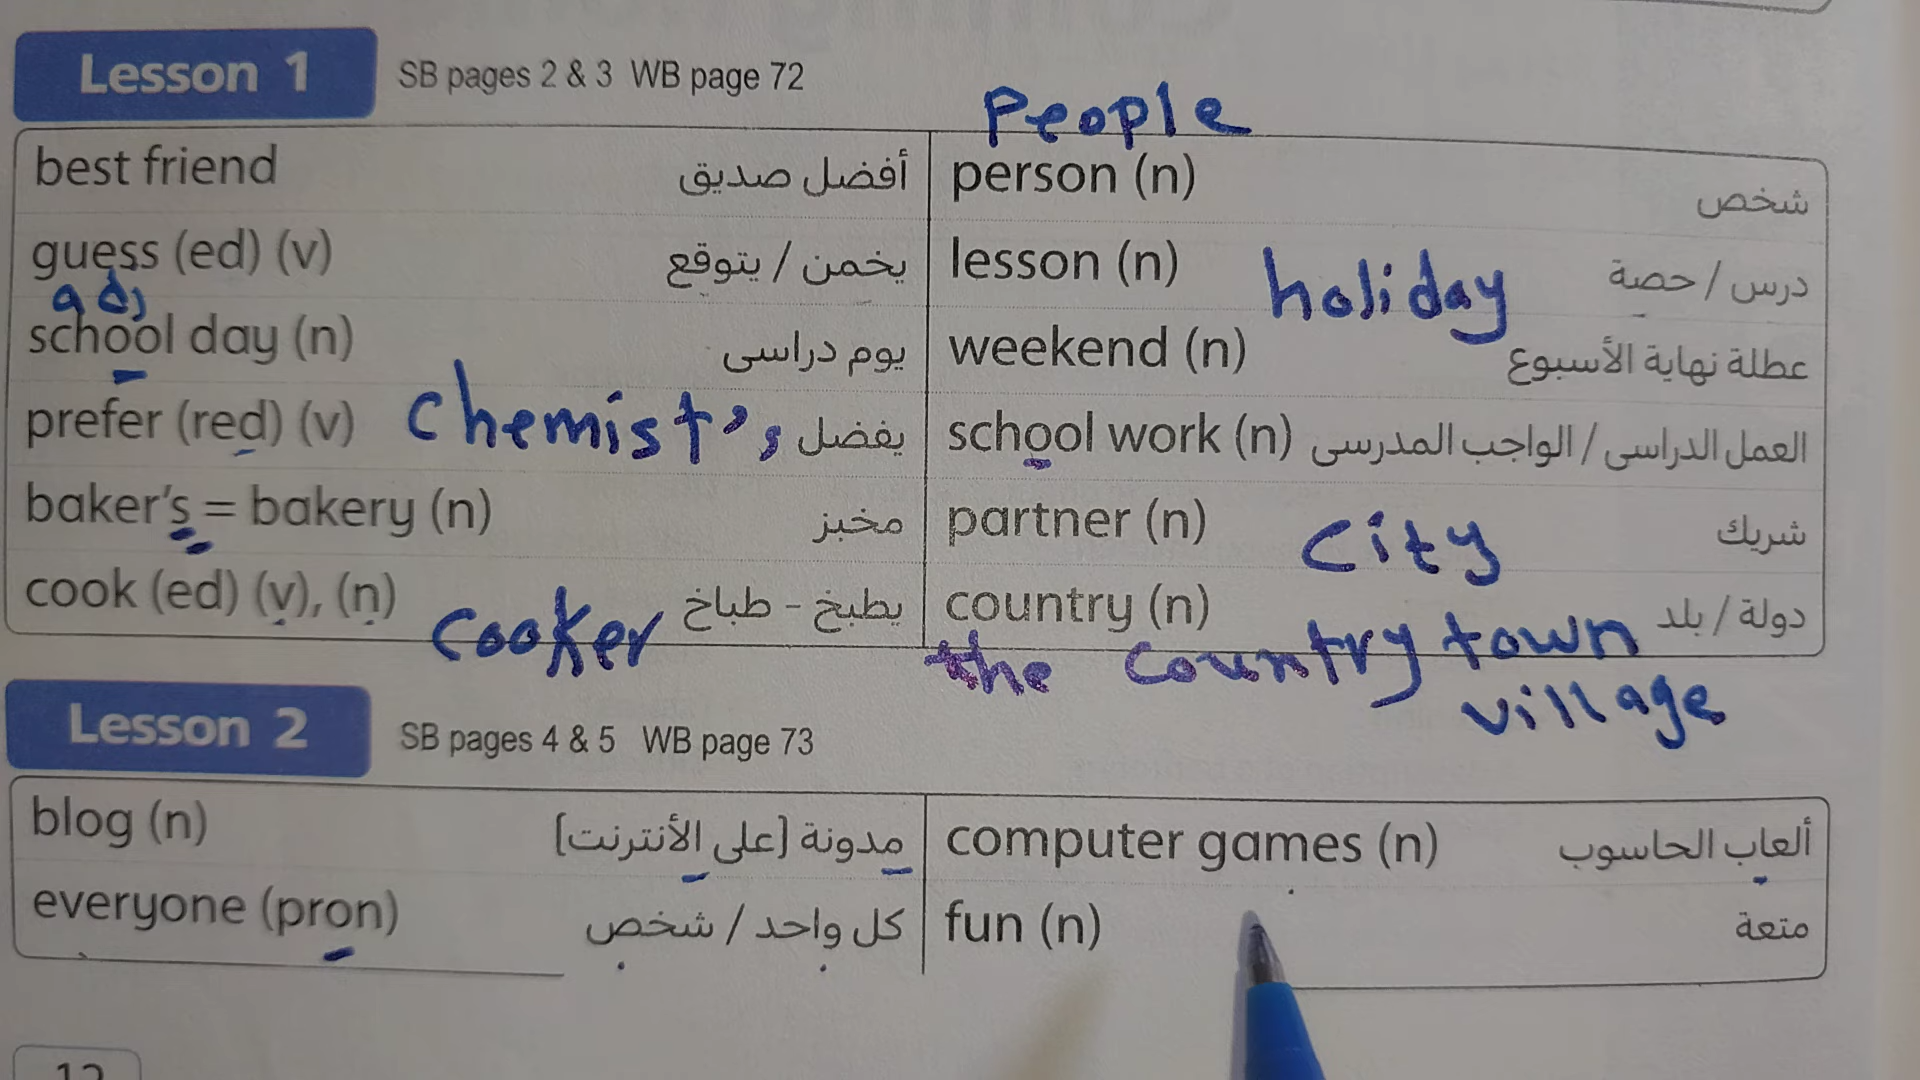 Lesson 1 SB pages 2 & 3 WB page 72
People
best friend أفضل صديق
person (n) شخص
guess (ed) (v) يخمن / يتوقع
lesson (n) درس / حصة
adj
holiday
school day (n) يوم دراسى
weekend (n) عطلة نهاية الأسبوع
prefer (red) (v) يفضل
chemist's
school work (n) العمل الدراسى / الواجب المدرسى
baker's = bakery (n) مخبز
partner (n) شريك
city
cook (ed) (v), (n) يطبخ - طباخ
cooker
country (n) دولة / بلد
the country town
village
Lesson 2 SB pages 4 & 5 WB page 73
blog (n) مدونة [على الأنترنت]
computer games (n) ألعاب الحاسوب
everyone (pron) كل واحد / شخص
fun (n) متعة
12